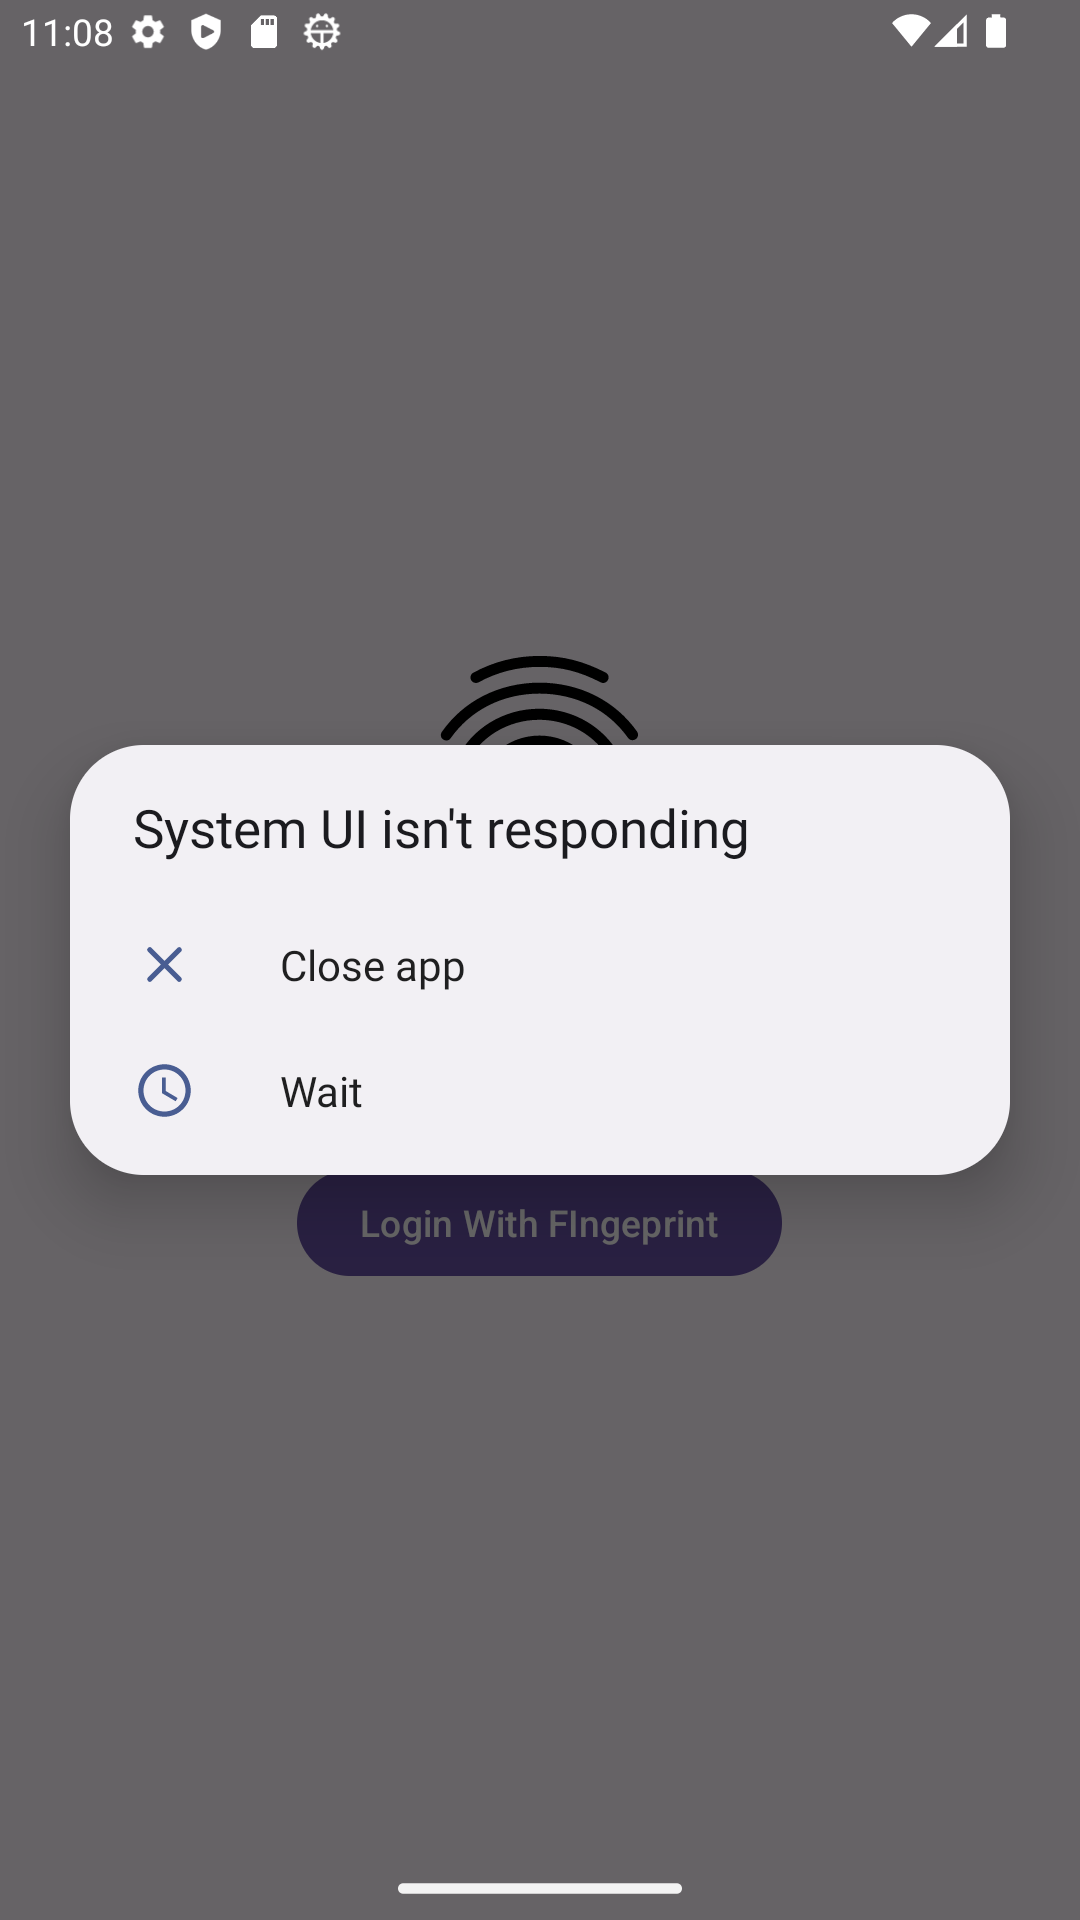 11:08
System UI isn't responding
Close app
Wait
Login With FIngeprint